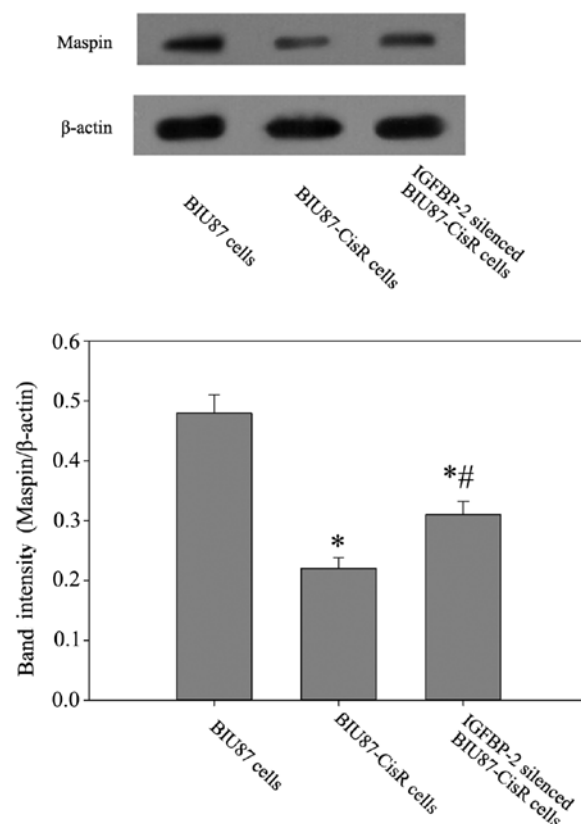 Maspin
β-actin
BIU87 cells
BIU87-CisR cells
IGFBP-2 silenced
BIU87-CisR cells
Band intensity (Maspin/β-actin)
0.6
0.5
0.4
0.3
0.2
0.1
0.0
*
*#
BIU87 cells
BIU87-CisR cells
IGFBP-2 silenced
BIU87-CisR cells